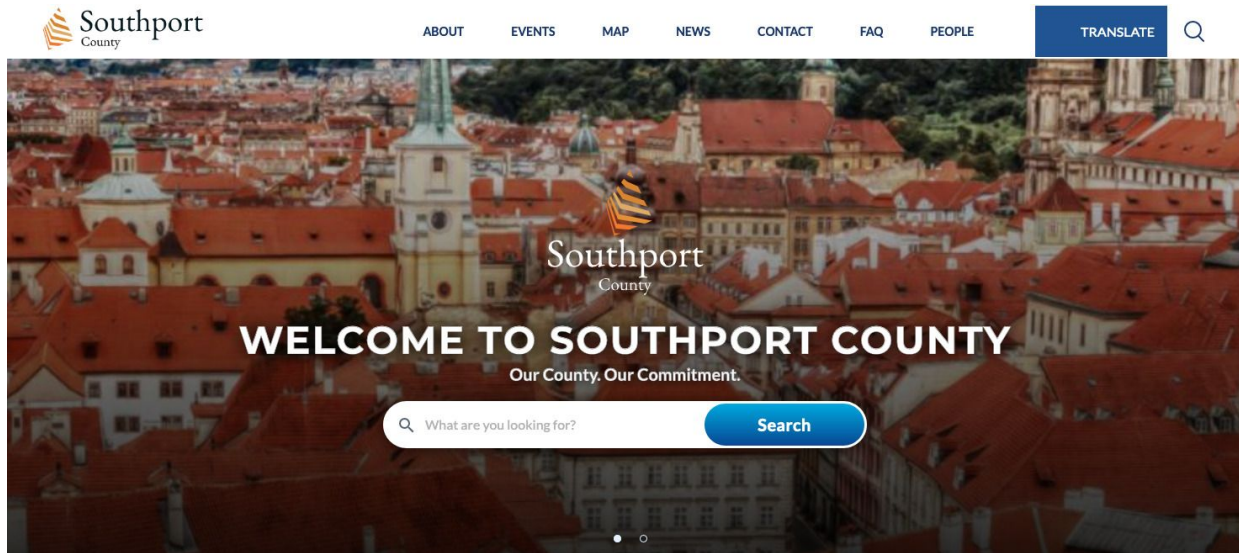 Southport
County
ABOUT EVENTS MAP NEWS CONTACT FAQ PEOPLE TRANSLATE
Southport
County
WELCOME TO SOUTHPORT COUNTY
Our County. Our Commitment.
What are you looking for? Search